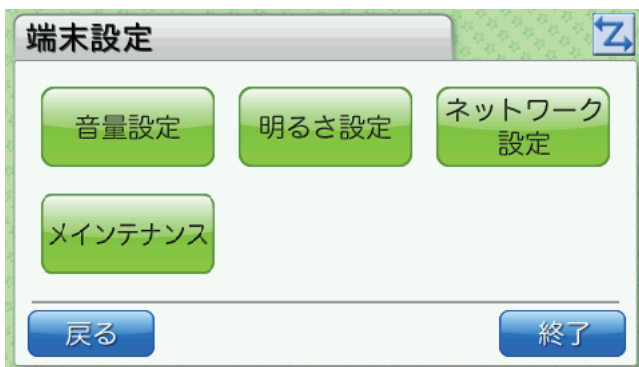 端末設定
音量設定
明るさ設定
ネットワーク
設定
メインテナンス
戻る
終了